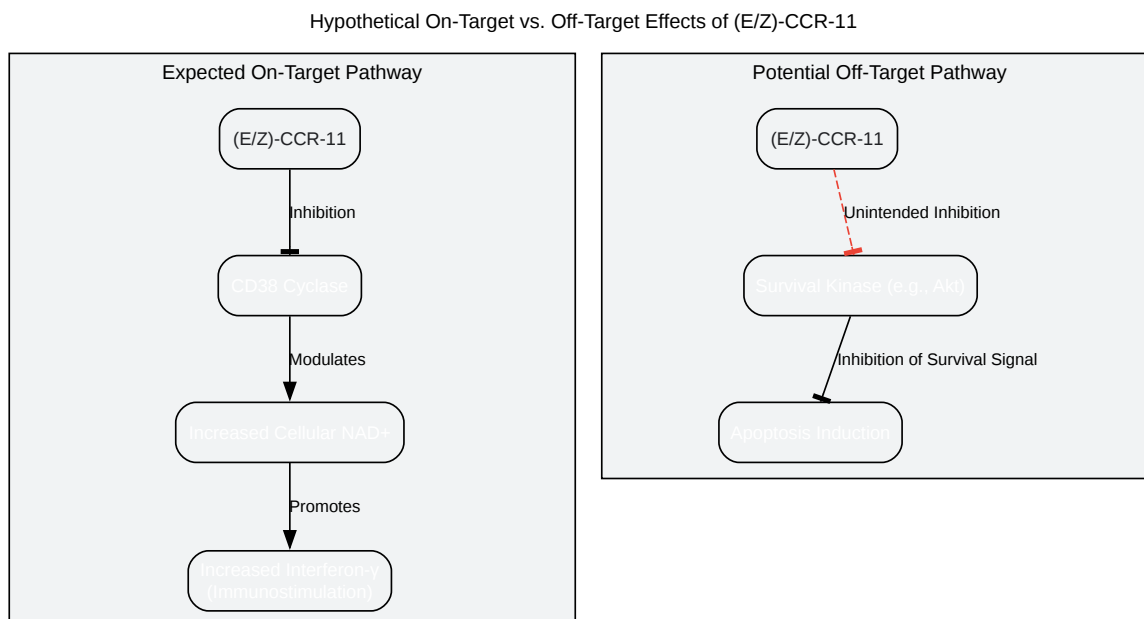 Hypothetical On-Target vs. Off-Target Effects of (E/Z)-CCR-11
Expected On-Target Pathway
(E/Z)-CCR-11
Inhibition
CD38 Cyclase
Modulates
Increased Cellular NAD+
Promotes
Increased Interferon-γ
(Immunostimulation)
Potential Off-Target Pathway
(E/Z)-CCR-11
Unintended Inhibition
Survival Kinase (e.g., Akt)
Inhibition of Survival Signal
Apoptosis Induction